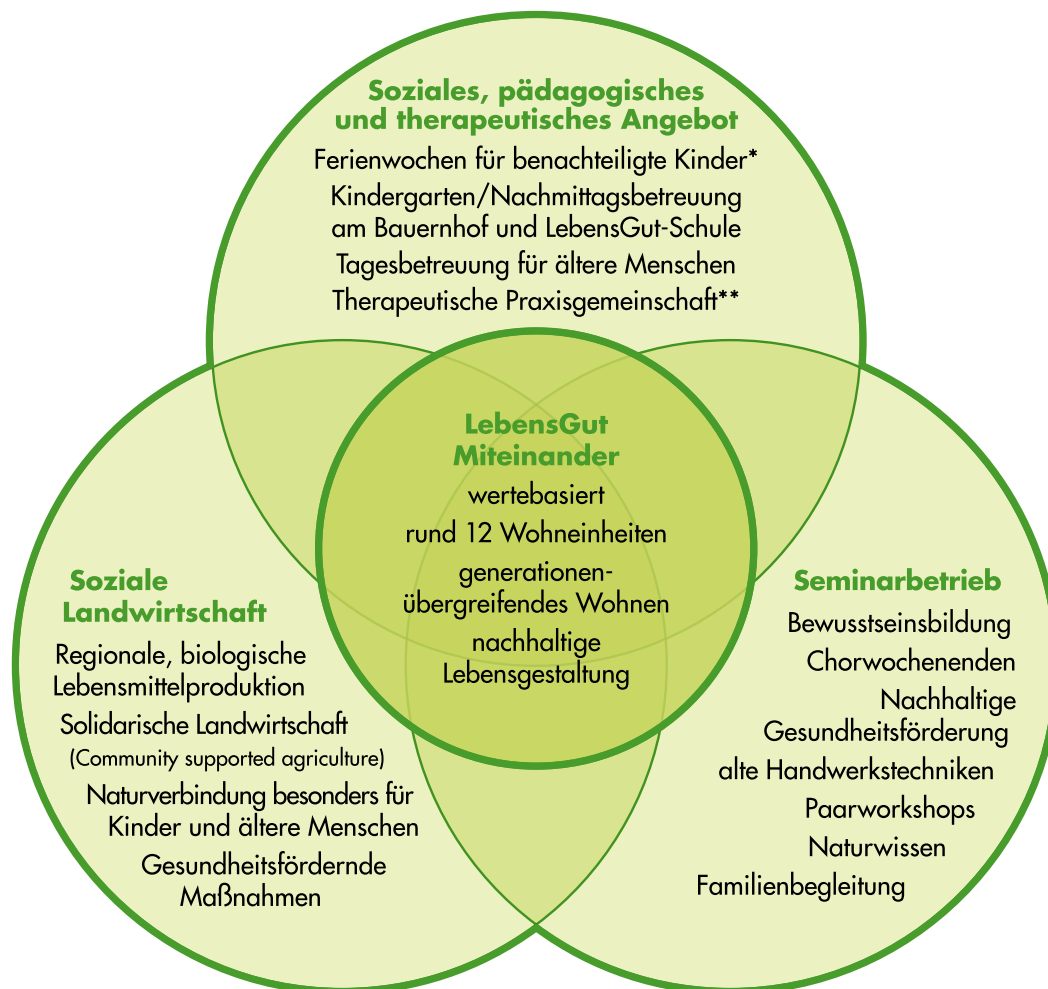 Soziales, pädagogisches
und therapeutisches Angebot
Ferienwochen für benachteiligte Kinder*
Kindergarten/Nachmittagsbetreuung
am Bauernhof und LebensGut-Schule
Tagesbetreuung für ältere Menschen
Therapeutische Praxisgemeinschaft**
LebensGut
Miteinander
wertebasiert
rund 12 Wohneinheiten
generationen-
übergreifendes Wohnen
nachhaltige
Lebensgestaltung
Soziale
Landwirtschaft
Regionale, biologische
Lebensmittelproduktion
Solidarische Landwirtschaft
(Community supported agriculture)
Naturverbindung besonders für
Kinder und ältere Menschen
Gesundheitsfördernde
Maßnahmen
Seminarbetrieb
Bewusstseinsbildung
Chorwochenenden
Nachhaltige
Gesundheitsförderung
alte Handwerkstechniken
Paarworkshops
Naturwissen
Familienbegleitung